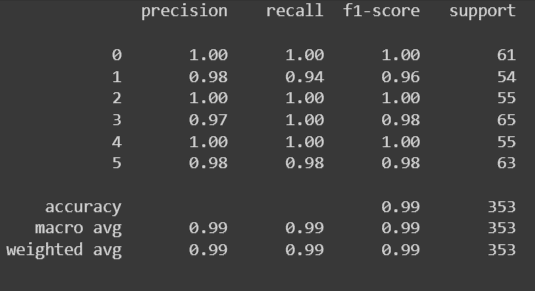 precision recall f1-score support
0 1.00 1.00 1.00 61
1 0.98 0.94 0.96 54
2 1.00 1.00 1.00 55
3 0.97 1.00 0.98 65
4 1.00 1.00 1.00 55
5 0.98 0.98 0.98 63
accuracy 0.99 353
macro avg 0.99 0.99 0.99 353
weighted avg 0.99 0.99 0.99 353